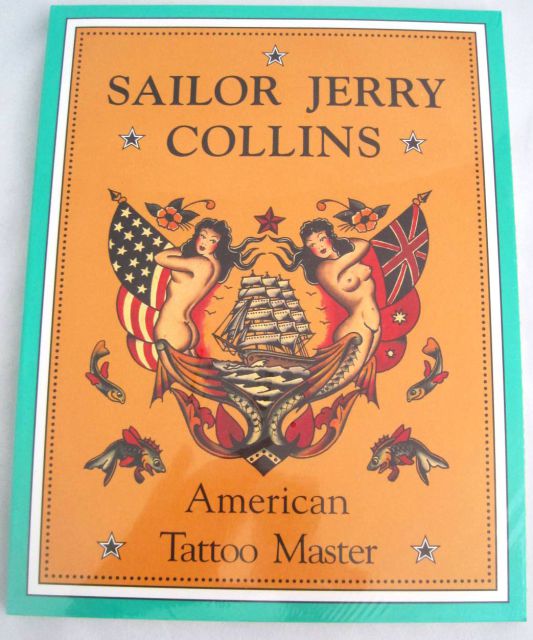 SAILOR JERRY
COLLINS
American
Tattoo Master